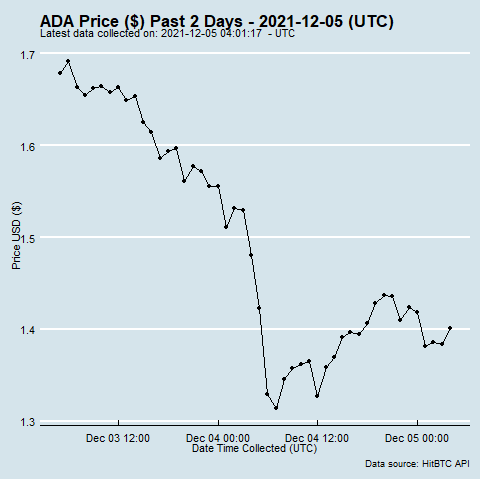 ADA Price ($) Past 2 Days - 2021-12-05 (UTC)
Latest data collected on: 2021-12-05 04:01:17  - UTC
1.7
1.6
1.5
1.4
1.3
Price USD ($)
Dec 03 12:00
Dec 04 00:00
Dec 04 12:00
Dec 05 00:00
Date Time Collected (UTC)
Data source: HitBTC API